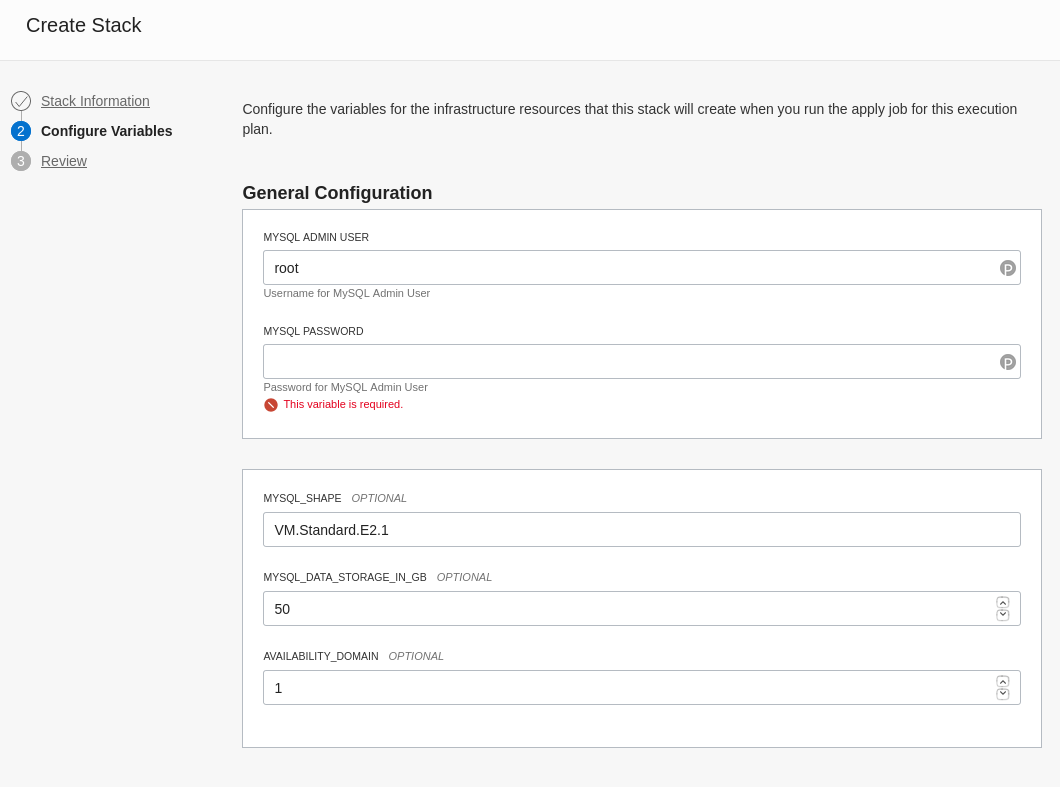 Create Stack
Stack Information
2 Configure Variables
3 Review
Configure the variables for the infrastructure resources that this stack will create when you run the apply job for this execution
plan.
General Configuration
MYSQL ADMIN USER
root
Username for MySQL Admin User
MYSQL PASSWORD
Password for MySQL Admin User
This variable is required.
MYSQL_SHAPE OPTIONAL
VM.Standard.E2.1
MYSQL_DATA_STORAGE_IN_GB OPTIONAL
50
AVAILABILITY_DOMAIN OPTIONAL
1